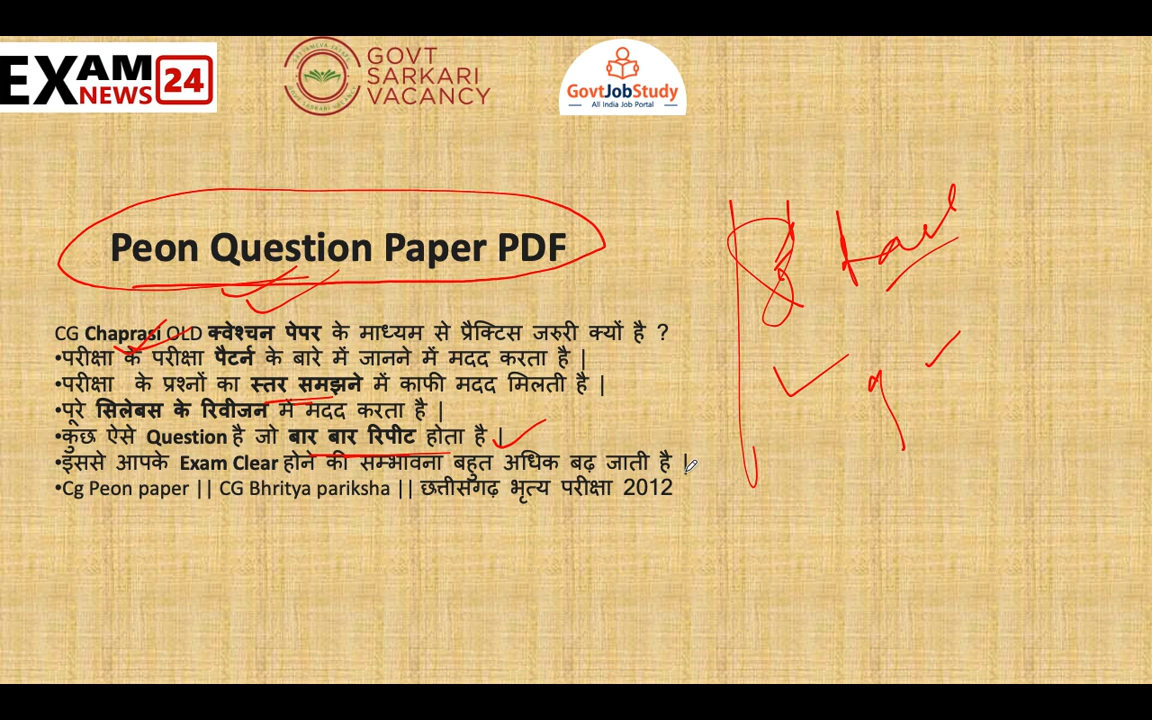 EXAM
NEWS 24
GOVT
SARKARI
VACANCY
GovtJobStudy
All India Job Portal
Peon Question Paper PDF
CG Chaprasi OLD क्वेश्चन पेपर के माध्यम से प्रैक्टिस जरुरी क्यों है ?
•परीक्षा के परीक्षा पैटर्न के बारे में जानने में मदद करता है |
•परीक्षा के प्रश्नों का स्तर समझने में काफी मदद मिलती है |
•पूरे सिलेबस के रिवीजन में मदद करता है |
•कुछ ऐसे Question है जो बार बार रिपीट होता है |
•इससे आपके Exam Clear होने की सम्भावना बहुत अधिक बढ़ जाती है |
•Cg Peon paper || CG Bhritya pariksha || छत्तीसगढ़ भृत्य परीक्षा 2012